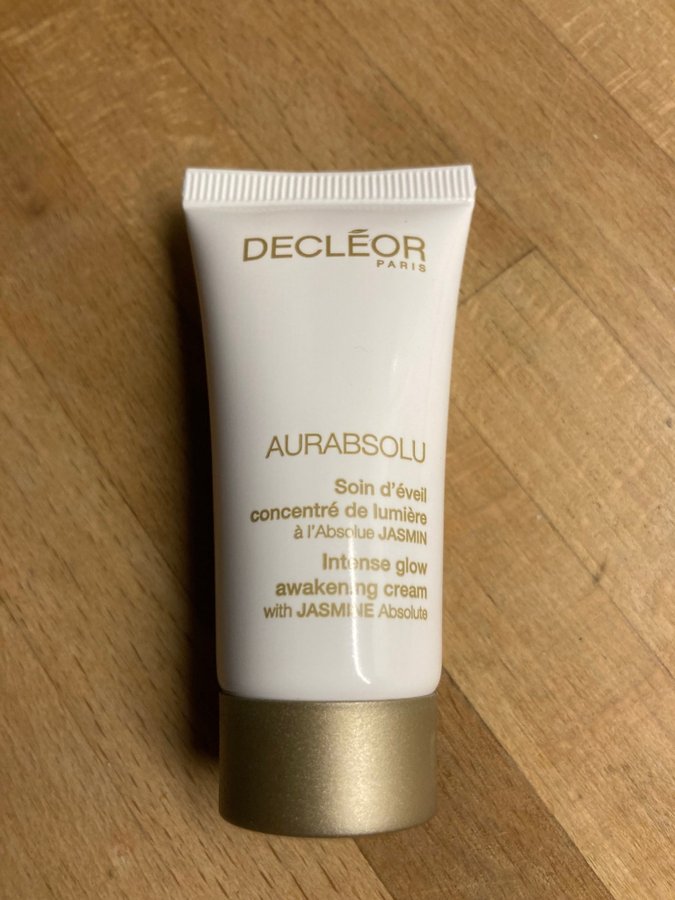 DECLÉOR
PARIS
AURABSOLU
Soin d'éveil
concentré de lumière
à l'Absolue JASMIN
Intense glow
awakening cream
with JASMINE Absolute